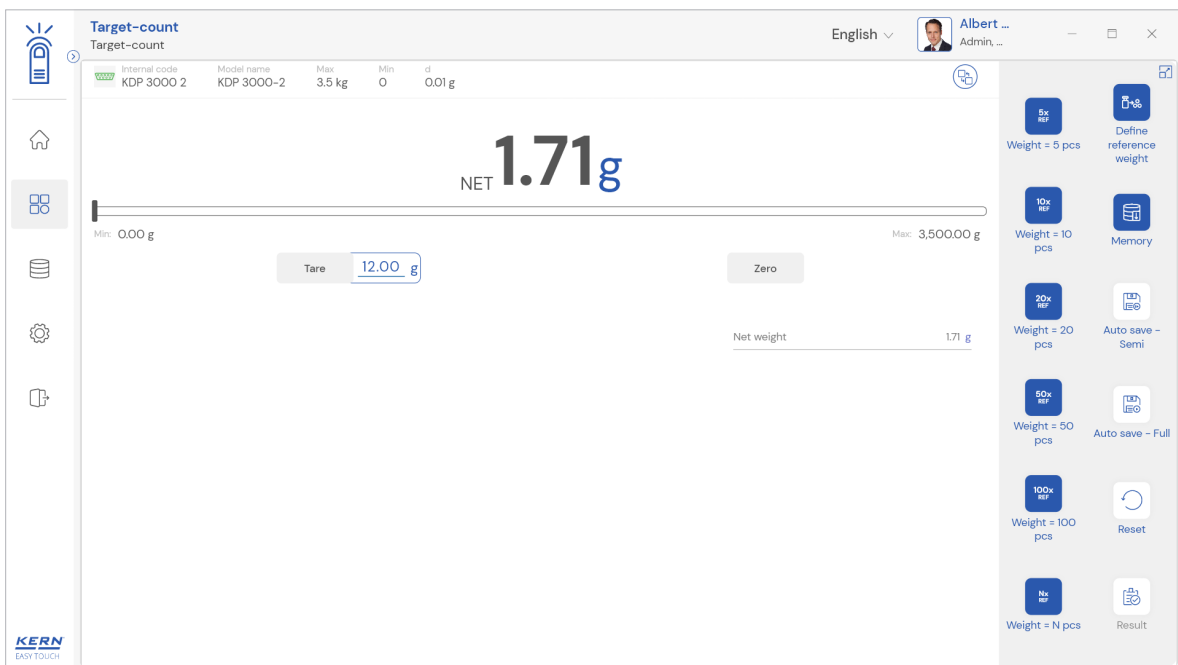 Target-count
Target-count
English
Albert ...
Admin, ...
Internal code
KDP 3000 2
Model name
KDP 3000-2
Max
3.5 kg
Min
0
d
0.01 g
NET 1.71 g
Min: 0.00 g
Max: 3,500.00 g
Tare
12.00 g
Zero
Net weight
1.71 g
5x
REF
Weight = 5 pcs
Define
reference
weight
10x
REF
Weight = 10
pcs
Memory
20x
REF
Weight = 20
pcs
Auto save -
Semi
50x
REF
Weight = 50
pcs
Auto save - Full
100x
REF
Weight = 100
pcs
Reset
Nx
REF
Weight = N pcs
Result
KERN
EASY TOUCH